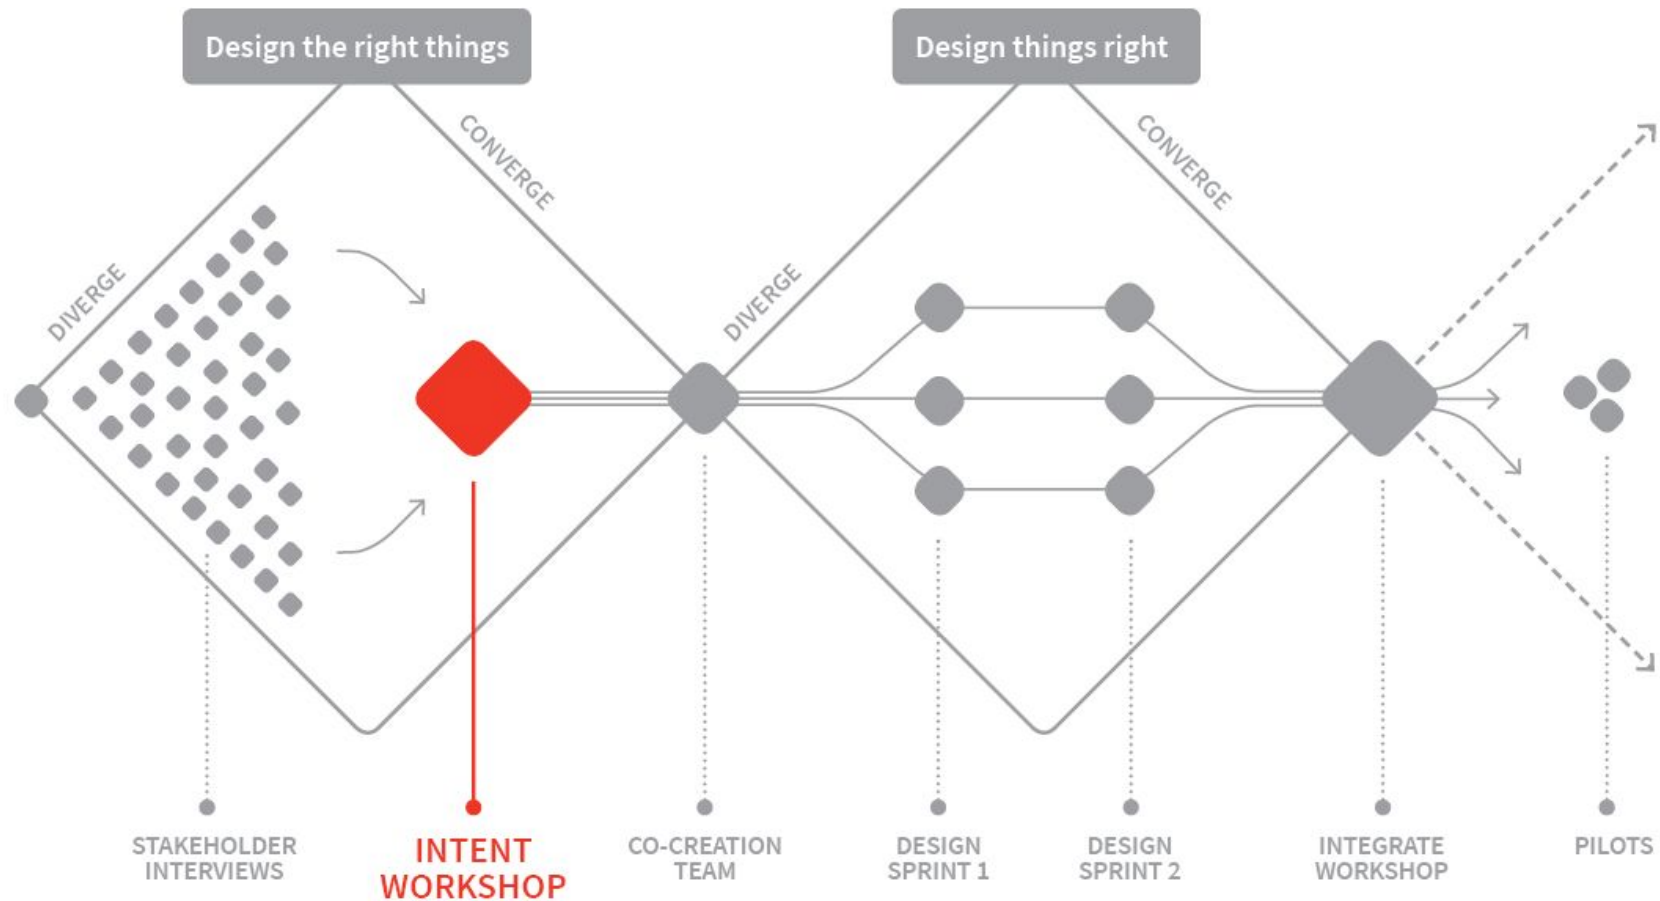 Design the right things
Design things right
DIVERGE
CONVERGE
DIVERGE
CONVERGE
STAKEHOLDER
INTERVIEWS
INTENT
WORKSHOP
CO-CREATION
TEAM
DESIGN
SPRINT 1
DESIGN
SPRINT 2
INTEGRATE
WORKSHOP
PILOTS